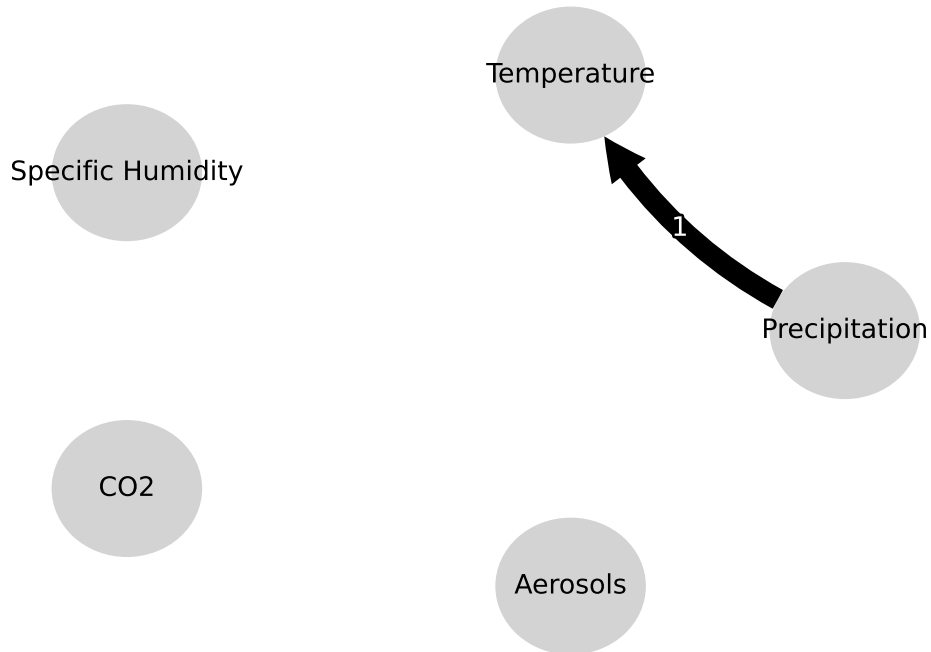 Temperature
Specific Humidity
1
Precipitation
CO2
Aerosols